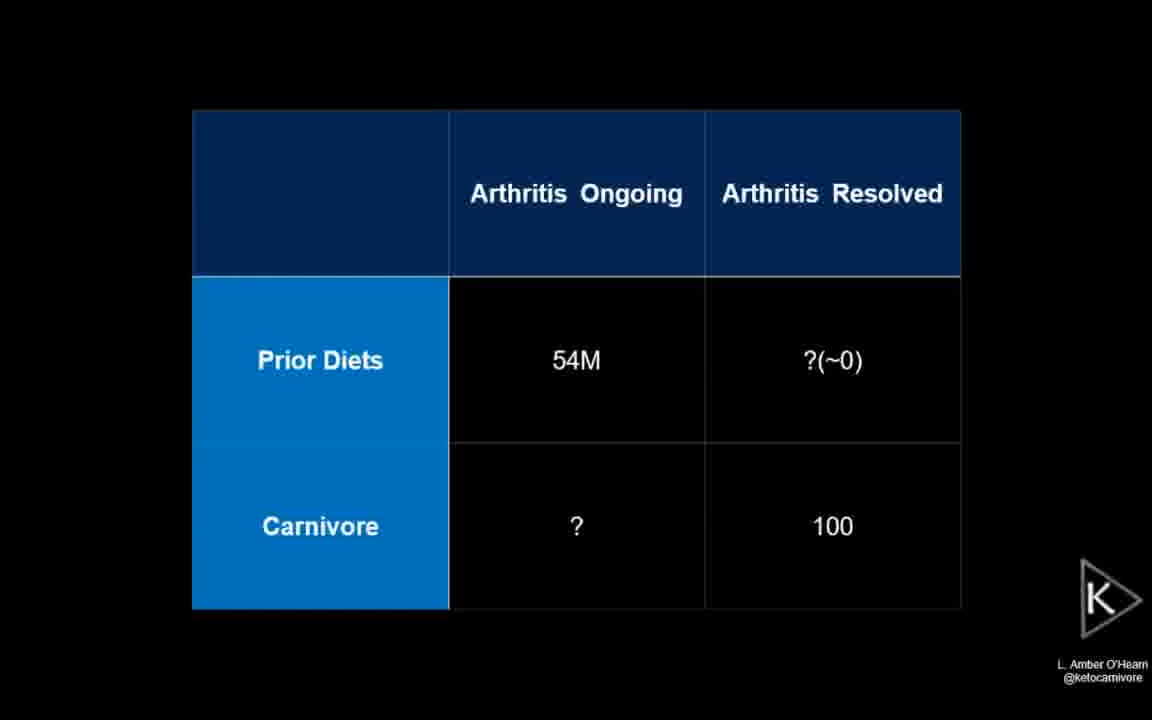 Arthritis Ongoing
Arthritis Resolved
Prior Diets
54M
?(~0)
Carnivore
?
100
K
L. Amber O'Hearn
@ketocarnivore